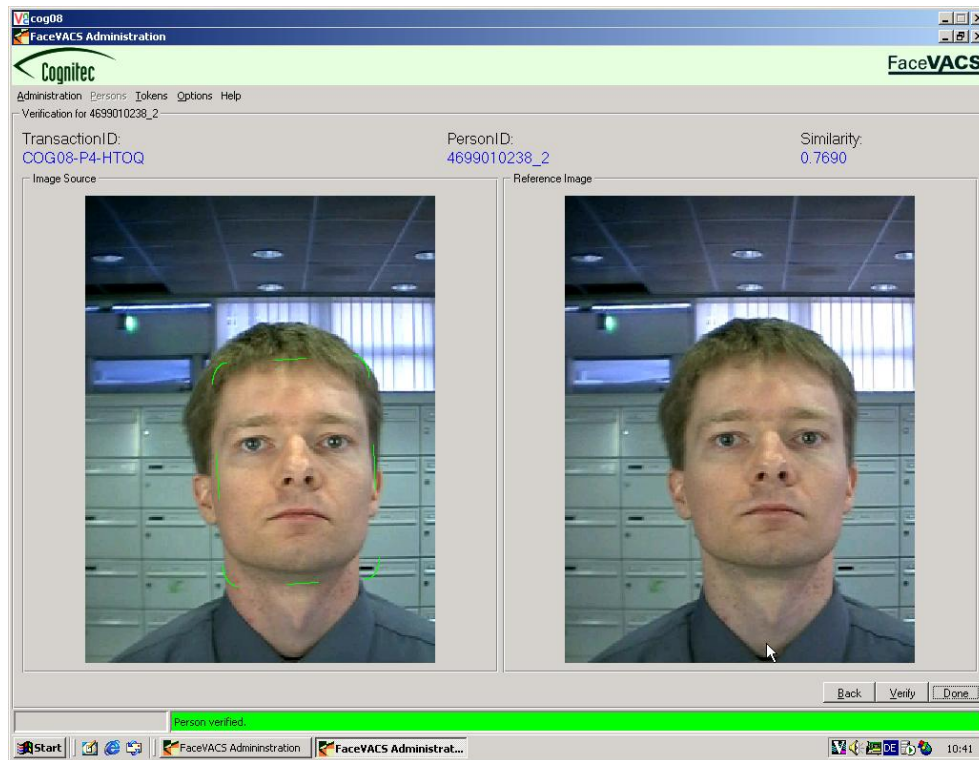 cog08
FaceVACS Administration
Cognitec
FaceVACS
Administration Persons Tokens Options Help
Verification for 4699010238_2
TransactionID:
PersonID:
Similarity:
COG08-P4-HTOQ
4699010238_2
0.7690
Image Source
Reference Image
Back Verify Done
Person verified.
Start
FaceVACS Admininstration
FaceVACS Administrat...
DE
10:41